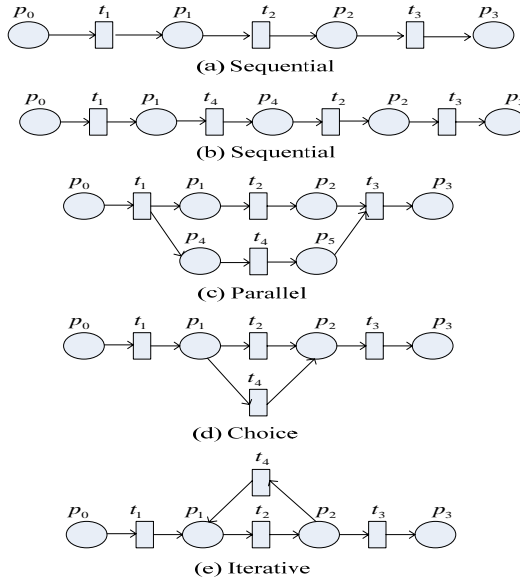 p₀ t₁ p₁ t₂ p₂ t₃ p₃
(a) Sequential
p₀ t₁ p₁ t₄ p₄ t₂ p₂ t₃
(b) Sequential
p₀ t₁ p₁ t₂ p₂ t₃ p₃
p₄ t₄ p₅
(c) Parallel
p₀ t₁ p₁ t₂ p₂ t₃ p₃
t₄
(d) Choice
t₄
p₀ t₁ p₁ t₂ p₂ t₃ p₃
(e) Iterative